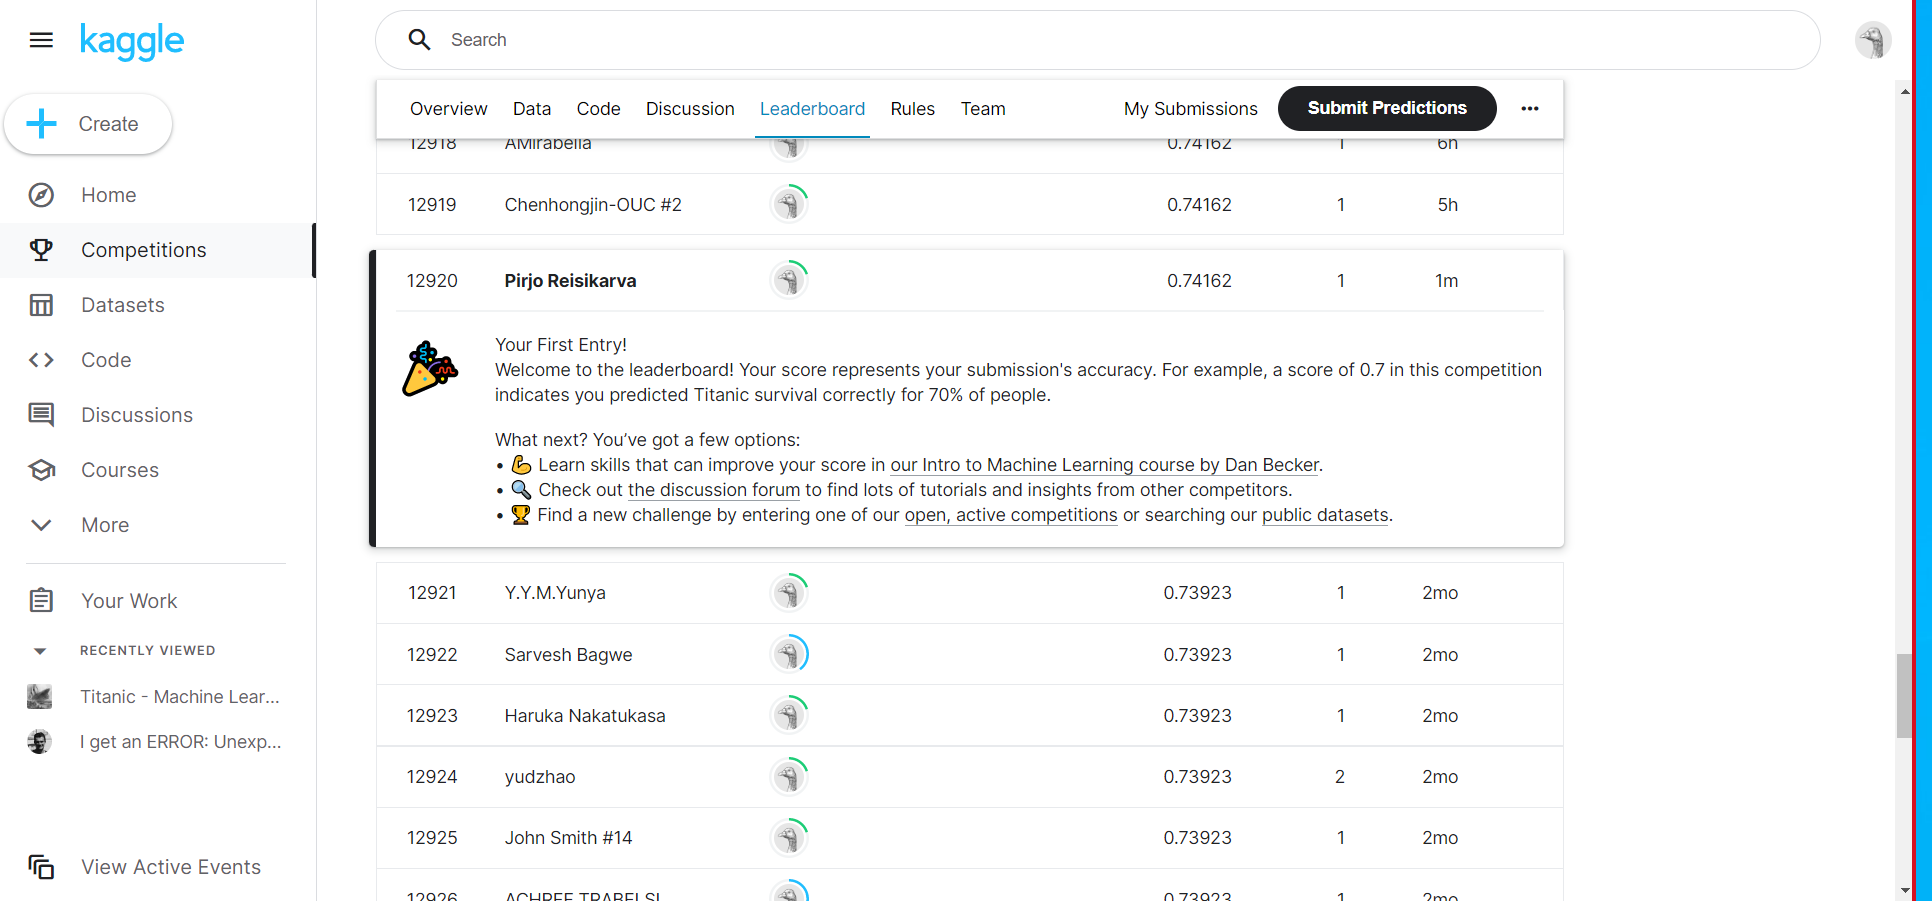 kaggle
Search
Create
Home
Competitions
Datasets
Code
Discussions
Courses
More
Your Work
RECENTLY VIEWED
Titanic - Machine Lear...
I get an ERROR: Unexp...
View Active Events
Overview Data Code Discussion Leaderboard Rules Team My Submissions Submit Predictions
12918 AMirabella 0.74162 1 6h
12919 Chenhongjin-OUC #2 0.74162 1 5h
12920 Pirjo Reisikarva 0.74162 1 1m
Your First Entry!
Welcome to the leaderboard! Your score represents your submission's accuracy. For example, a score of 0.7 in this competition
indicates you predicted Titanic survival correctly for 70% of people.
What next? You’ve got a few options:
• 💪 Learn skills that can improve your score in our Intro to Machine Learning course by Dan Becker.
• 🔍 Check out the discussion forum to find lots of tutorials and insights from other competitors.
• 🏆 Find a new challenge by entering one of our open, active competitions or searching our public datasets.
12921 Y.Y.M.Yunya 0.73923 1 2mo
12922 Sarvesh Bagwe 0.73923 1 2mo
12923 Haruka Nakatukasa 0.73923 1 2mo
12924 yudzhao 0.73923 2 2mo
12925 John Smith #14 0.73923 1 2mo
12926 ACHREF TRABELSI 0.73923 1 2mo